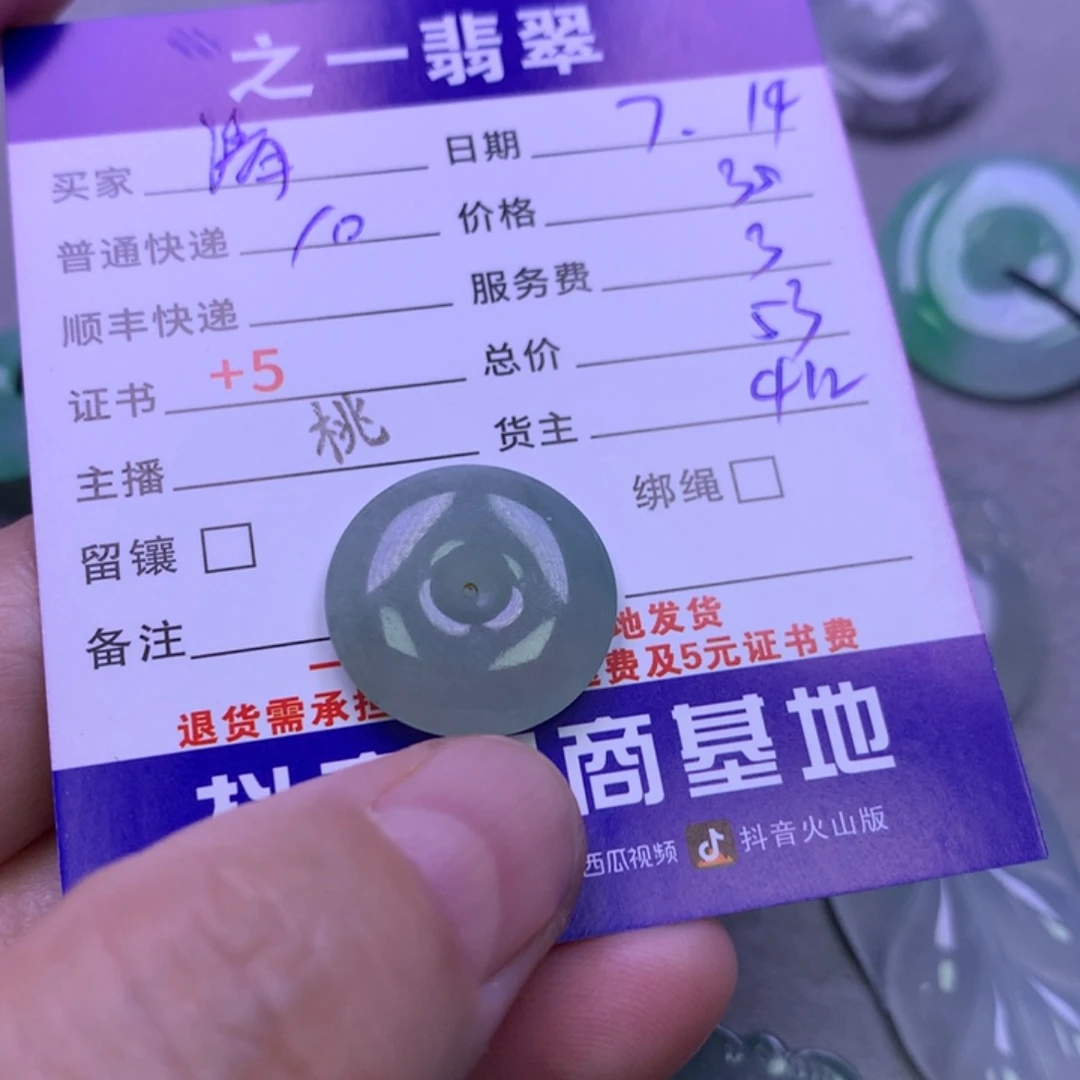 之一翡翠
买家 日期 7. 14
普通快递 10 价格
顺丰快递 服务费 3
证书 +5 总价 53
主播 桃 货主
留镶 绑绳
备注
一 地发货
退货需承担 费及5元证书费
商基地
西瓜视频 抖音火山版